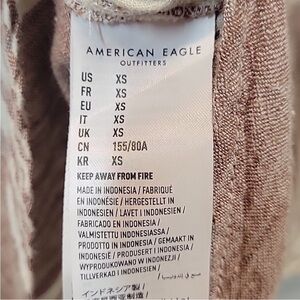 AMERICAN EAGLE
OUTFITTERS
US XS
FR XS
EU XS
IT XS
UK XS
CN 155/80A
KR XS
KEEP AWAY FROM FIRE
MADE IN INDONESIA / FABRIQUÉ
EN INDONÉSIE / HERGESTELLT IN
INDONESIEN / LAVET I INDONESIEN /
FABRICADO EN INDONESIA /
VALMISTETTU INDONESIASSA /
PRODOTTO IN INDONESIA / GEMAAKT IN
INDONESIË / PRODUSERT I INDONESIA /
WYPRODUKOWANO W INDONEZJI /
TILLVERKAD I INDONESIEN /
インドネシア製 /